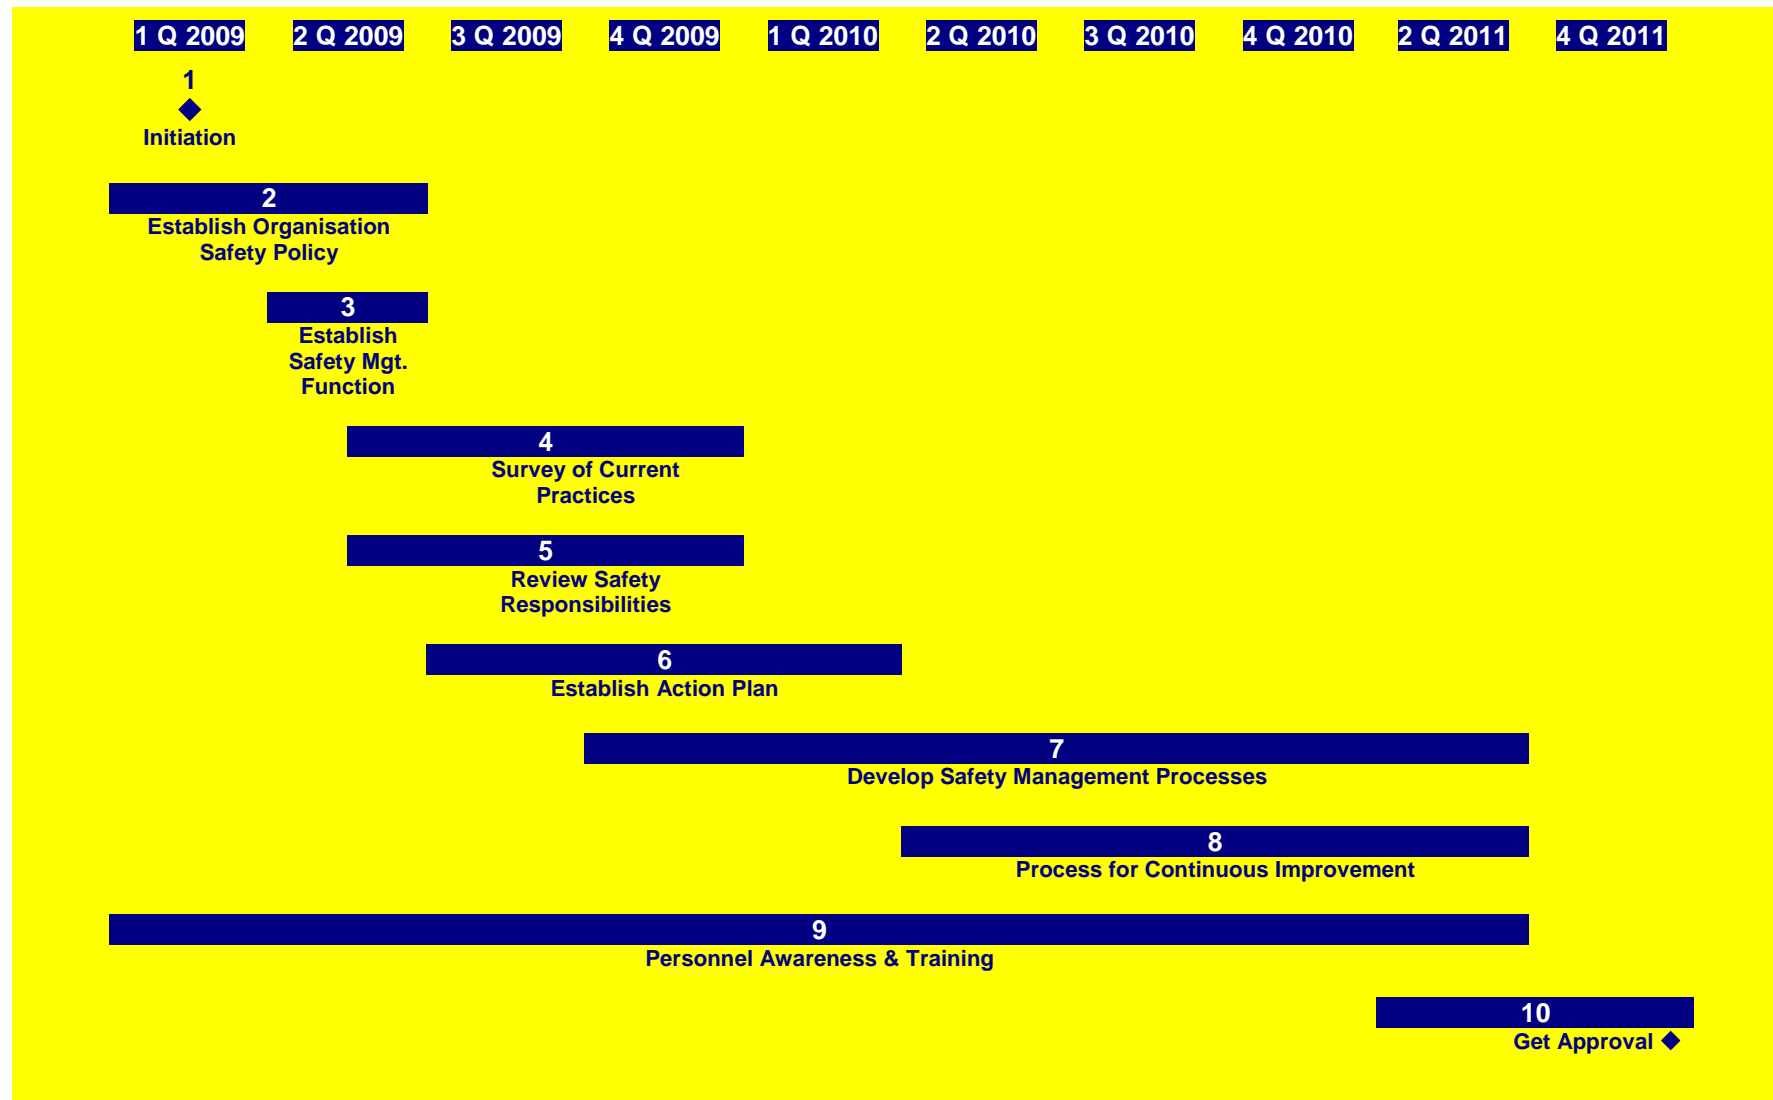 1 Q 2009 2 Q 2009 3 Q 2009 4 Q 2009 1 Q 2010 2 Q 2010 3 Q 2010 4 Q 2010 2 Q 2011 4 Q 2011
1
Initiation
2
Establish Organisation
Safety Policy
3
Establish
Safety Mgt.
Function
4
Survey of Current
Practices
5
Review Safety
Responsibilities
6
Establish Action Plan
7
Develop Safety Management Processes
8
Process for Continuous Improvement
9
Personnel Awareness & Training
10
Get Approval